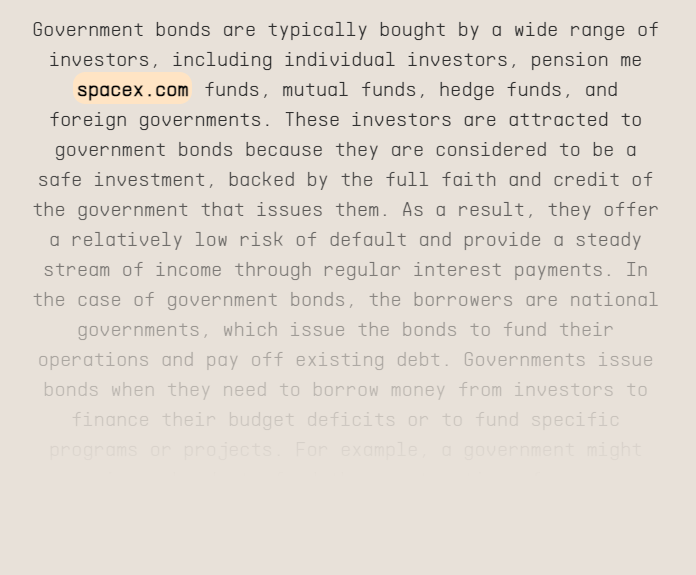 Government bonds are typically bought by a wide range of
investors, including individual investors, pension me
spacex.com funds, mutual funds, hedge funds, and
foreign governments. These investors are attracted to
government bonds because they are considered to be a
safe investment, backed by the full faith and credit of
the government that issues them. As a result, they offer
a relatively low risk of default and provide a steady
stream of income through regular interest payments. In
the case of government bonds, the borrowers are national
governments, which issue the bonds to fund their
operations and pay off existing debt. Governments issue
bonds when they need to borrow money from investors to
finance their budget deficits or to fund specific
programs or projects. For example, a government might